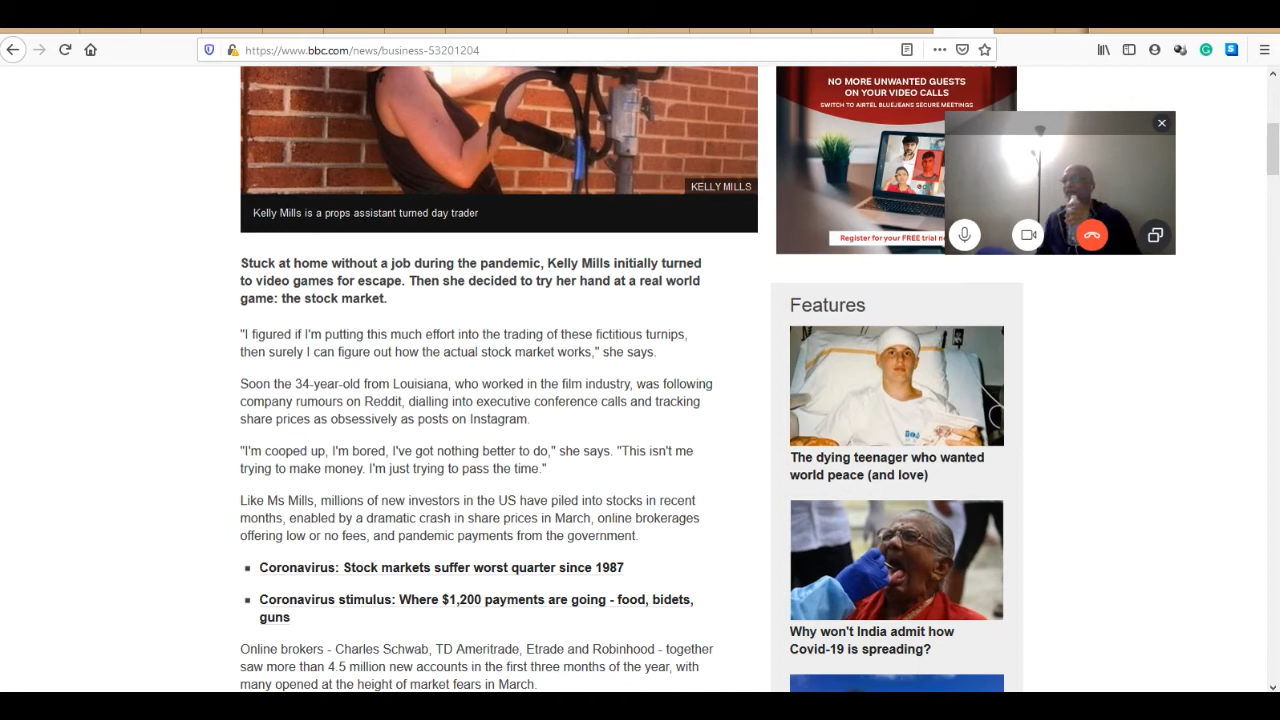 https://www.bbc.com/news/business-53201204
NO MORE UNWANTED GUESTS
ON YOUR VIDEO CALLS
SWITCH TO AIRTEL BLUEJEANS SECURE MEETINGS
Register for your FREE trial
KELLY MILLS
Kelly Mills is a props assistant turned day trader
Stuck at home without a job during the pandemic, Kelly Mills initially turned
to video games for escape. Then she decided to try her hand at a real world
game: the stock market.
"I figured if I'm putting this much effort into the trading of these fictitious turnips,
then surely I can figure out how the actual stock market works," she says.
Soon the 34-year-old from Louisiana, who worked in the film industry, was following
company rumours on Reddit, dialling into executive conference calls and tracking
share prices as obsessively as posts on Instagram.
"I'm cooped up, I'm bored, I've got nothing better to do," she says. "This isn't me
trying to make money. I'm just trying to pass the time."
Like Ms Mills, millions of new investors in the US have piled into stocks in recent
months, enabled by a dramatic crash in share prices in March, online brokerages
offering low or no fees, and pandemic payments from the government.
Coronavirus: Stock markets suffer worst quarter since 1987
Coronavirus stimulus: Where $1,200 payments are going - food, bidets,
guns
Online brokers - Charles Schwab, TD Ameritrade, Etrade and Robinhood - together
saw more than 4.5 million new accounts in the first three months of the year, with
many opened at the height of market fears in March.
Features
The dying teenager who wanted
world peace (and love)
Why won't India admit how
Covid-19 is spreading?